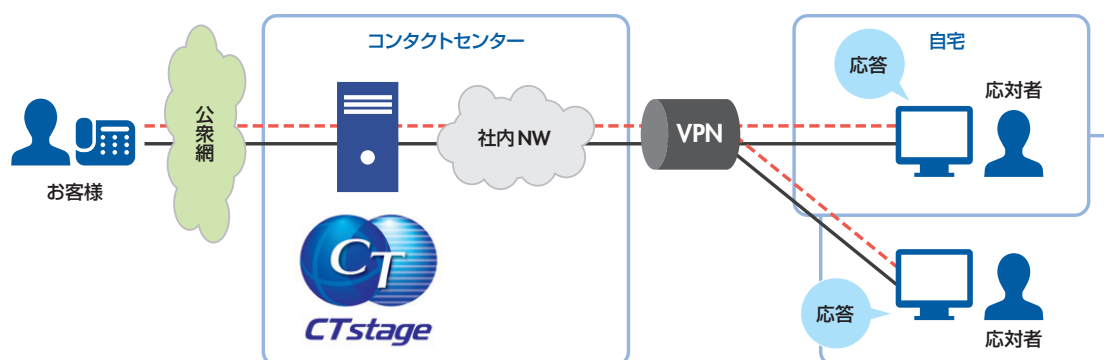 コンタクトセンター
自宅
応答
応対者
公衆網
社内NW
VPN
お客様
CT
CTstage
応答
応対者